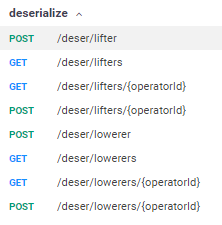 deserialize
POST /deser/lifter
GET /deser/lifters
GET /deser/lifters/{operatorId}
POST /deser/lifters/{operatorId}
POST /deser/lowerer
GET /deser/lowerers
GET /deser/lowerers/{operatorId}
POST /deser/lowerers/{operatorId}